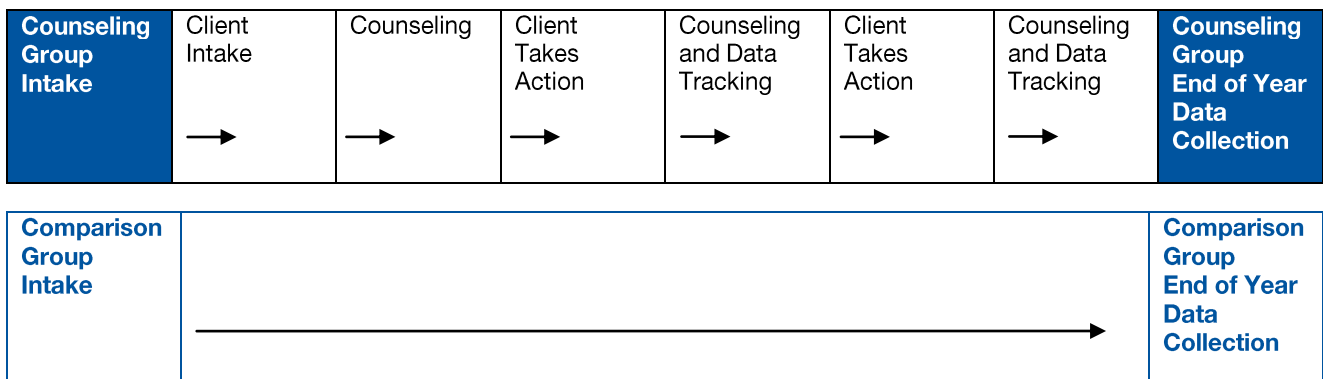 Counseling
Group
Intake
Client
Intake
Counseling
Client
Takes
Action
Counseling
and Data
Tracking
Client
Takes
Action
Counseling
and Data
Tracking
Counseling
Group
End of Year
Data
Collection
Comparison
Group
Intake
Comparison
Group
End of Year
Data
Collection